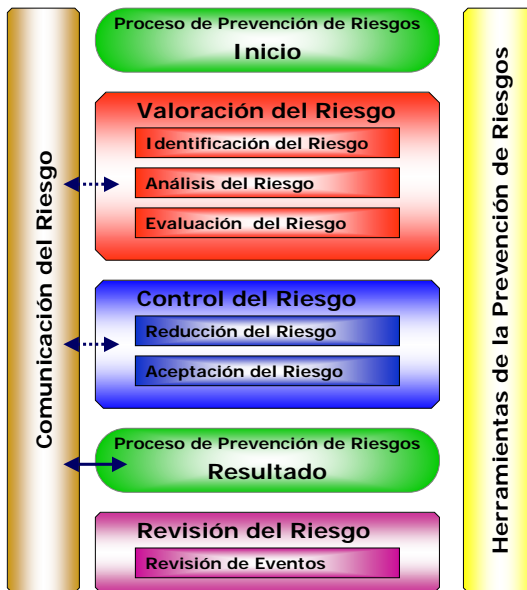 Comunicación del Riesgo
Proceso de Prevención de Riesgos
Inicio
Valoración del Riesgo
Identificación del Riesgo
Análisis del Riesgo
Evaluación del Riesgo
Control del Riesgo
Reducción del Riesgo
Aceptación del Riesgo
Proceso de Prevención de Riesgos
Resultado
Revisión del Riesgo
Revisión de Eventos
Herramientas de la Prevención de Riesgos